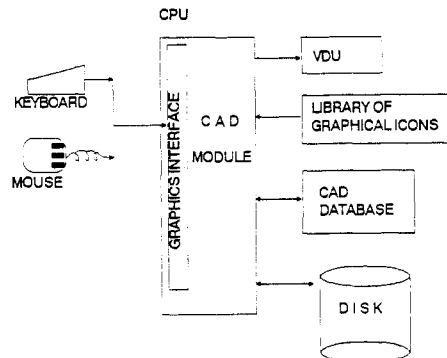 CPU
KEYBOARD
MOUSE
GRAPHICS INTERFACE
C A D
MODULE
VDU
LIBRARY OF
GRAPHICAL ICONS
CAD
DATABASE
D I S K